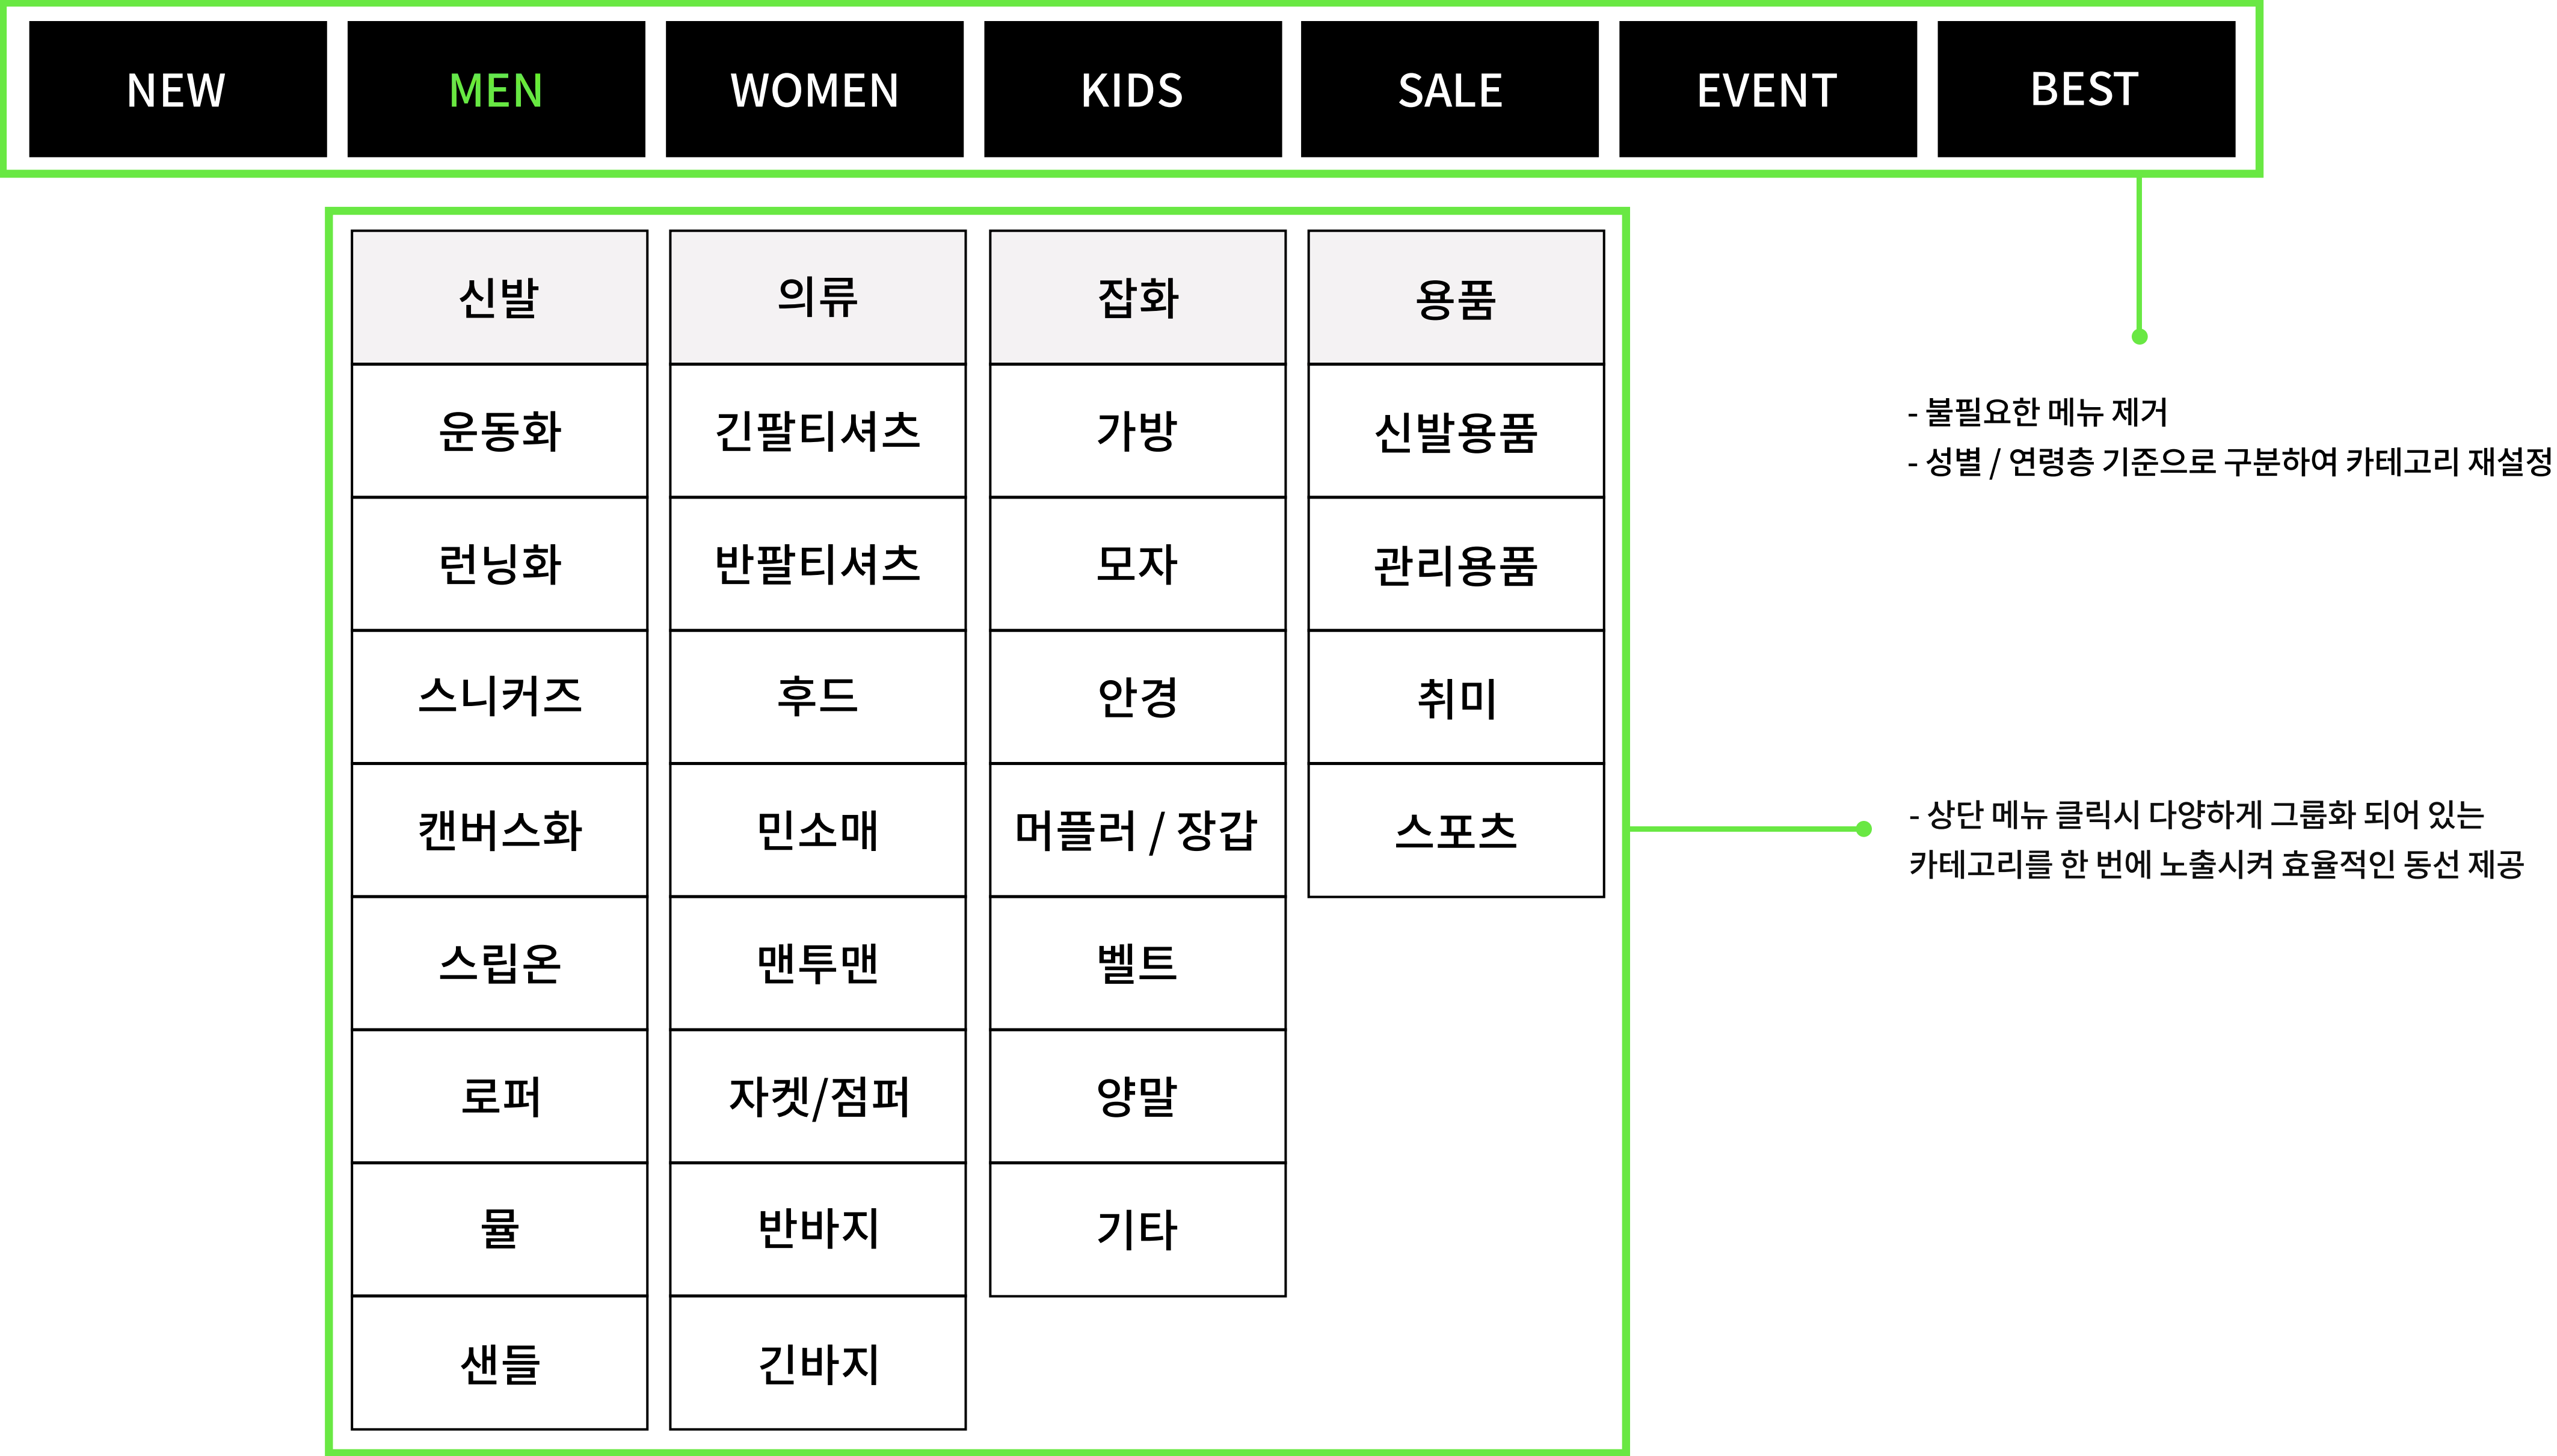 NEW
MEN
WOMEN
KIDS
SALE
EVENT
BEST
신발
운동화
런닝화
스니커즈
캔버스화
스립온
로퍼
뮬
샌들
의류
긴팔티셔츠
반팔티셔츠
후드
민소매
맨투맨
자켓/점퍼
반바지
긴바지
잡화
가방
모자
안경
머플러 / 장갑
벨트
양말
기타
용품
신발용품
관리용품
취미
스포츠
- 불필요한 메뉴 제거
- 성별 / 연령층 기준으로 구분하여 카테고리 재설정
- 상단 메뉴 클릭시 다양하게 그룹화 되어 있는
카테고리를 한 번에 노출시켜 효율적인 동선 제공